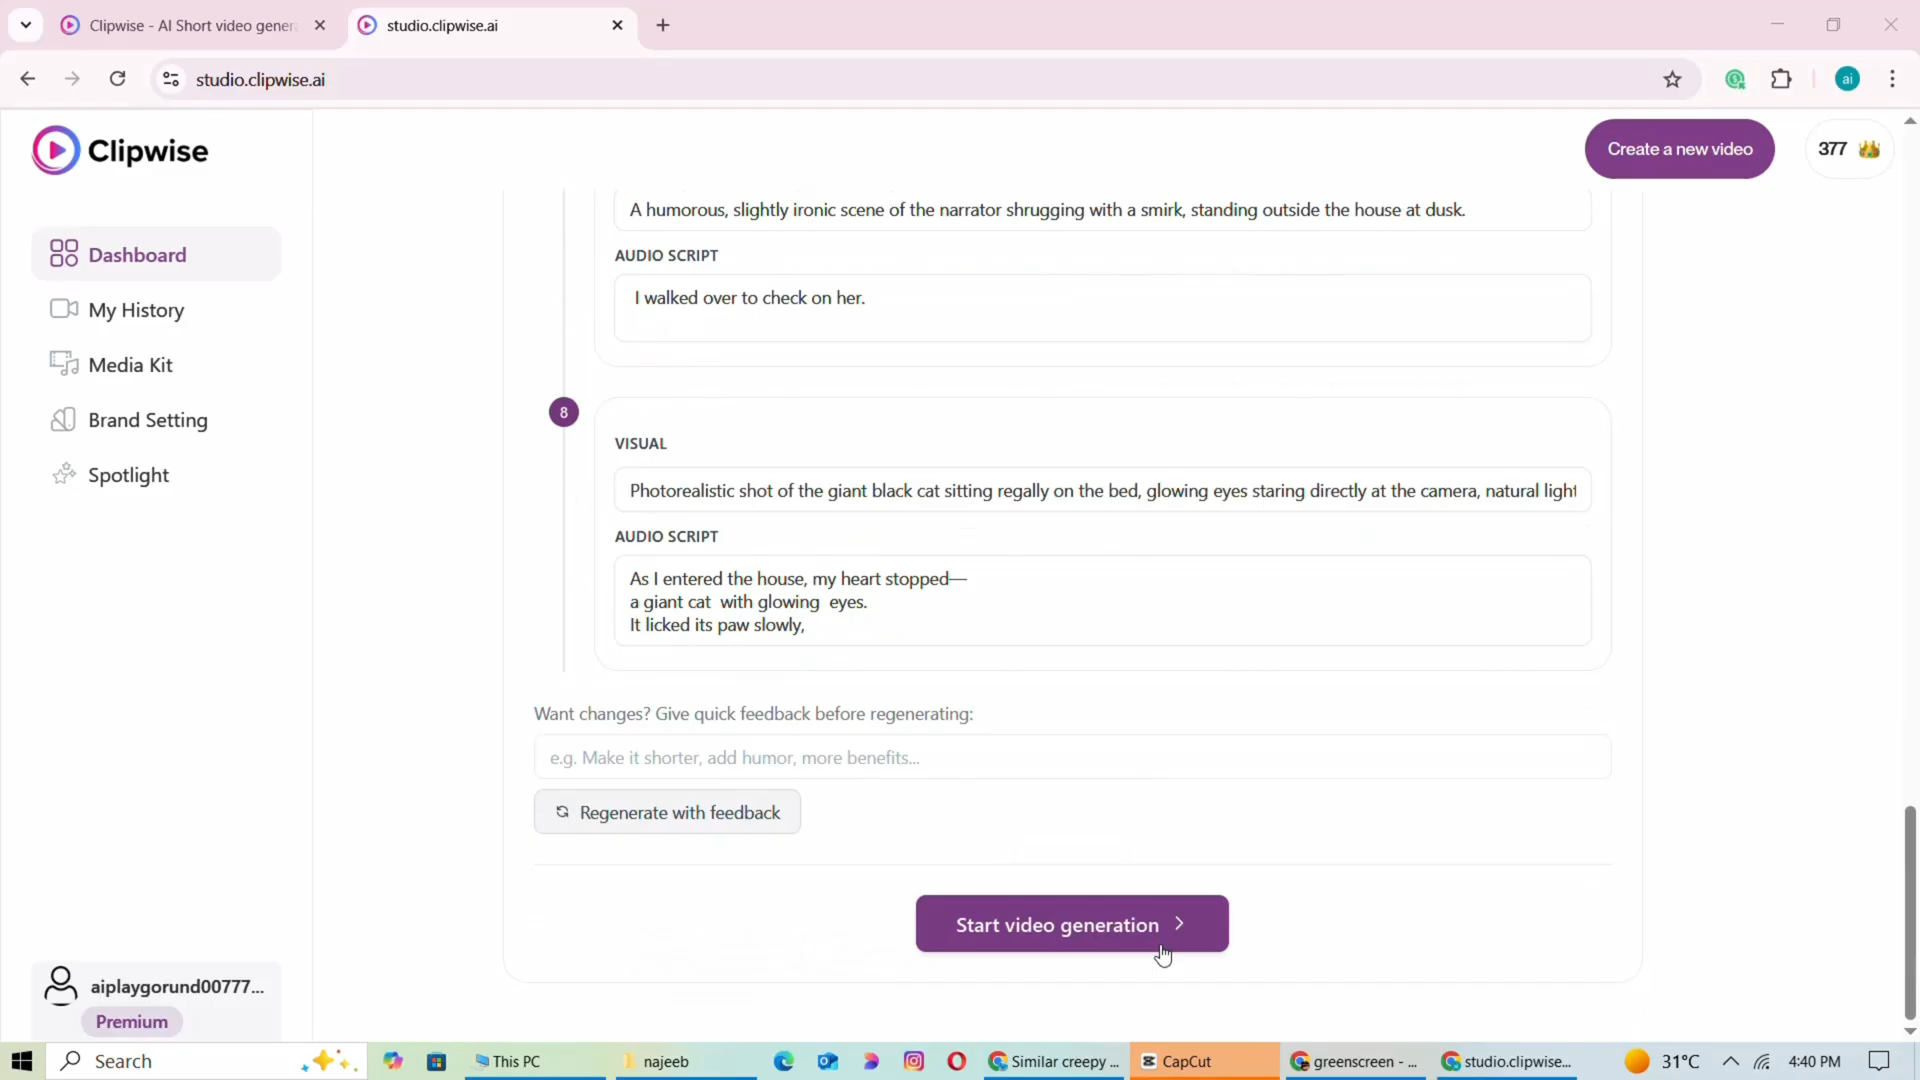 Clipwise - AI Short video genera
studio.clipwise.ai
studio.clipwise.ai
ai
Clipwise
Create a new video
377
Dashboard
My History
Media Kit
Brand Setting
Spotlight
A humorous, slightly ironic scene of the narrator shrugging with a smirk, standing outside the house at dusk.
AUDIO SCRIPT
I walked over to check on her.
8
VISUAL
Photorealistic shot of the giant black cat sitting regally on the bed, glowing eyes staring directly at the camera, natural light
AUDIO SCRIPT
As I entered the house, my heart stopped—
a giant cat  with glowing  eyes.
It licked its paw slowly,
Want changes? Give quick feedback before regenerating:
e.g. Make it shorter, add humor, more benefits...
Regenerate with feedback
Start video generation
aiplaygorund00777...
Premium
Search
This PC
najeeb
Similar creepy ...
CapCut
greenscreen - ...
studio.clipwise...
31°C
4:40 PM